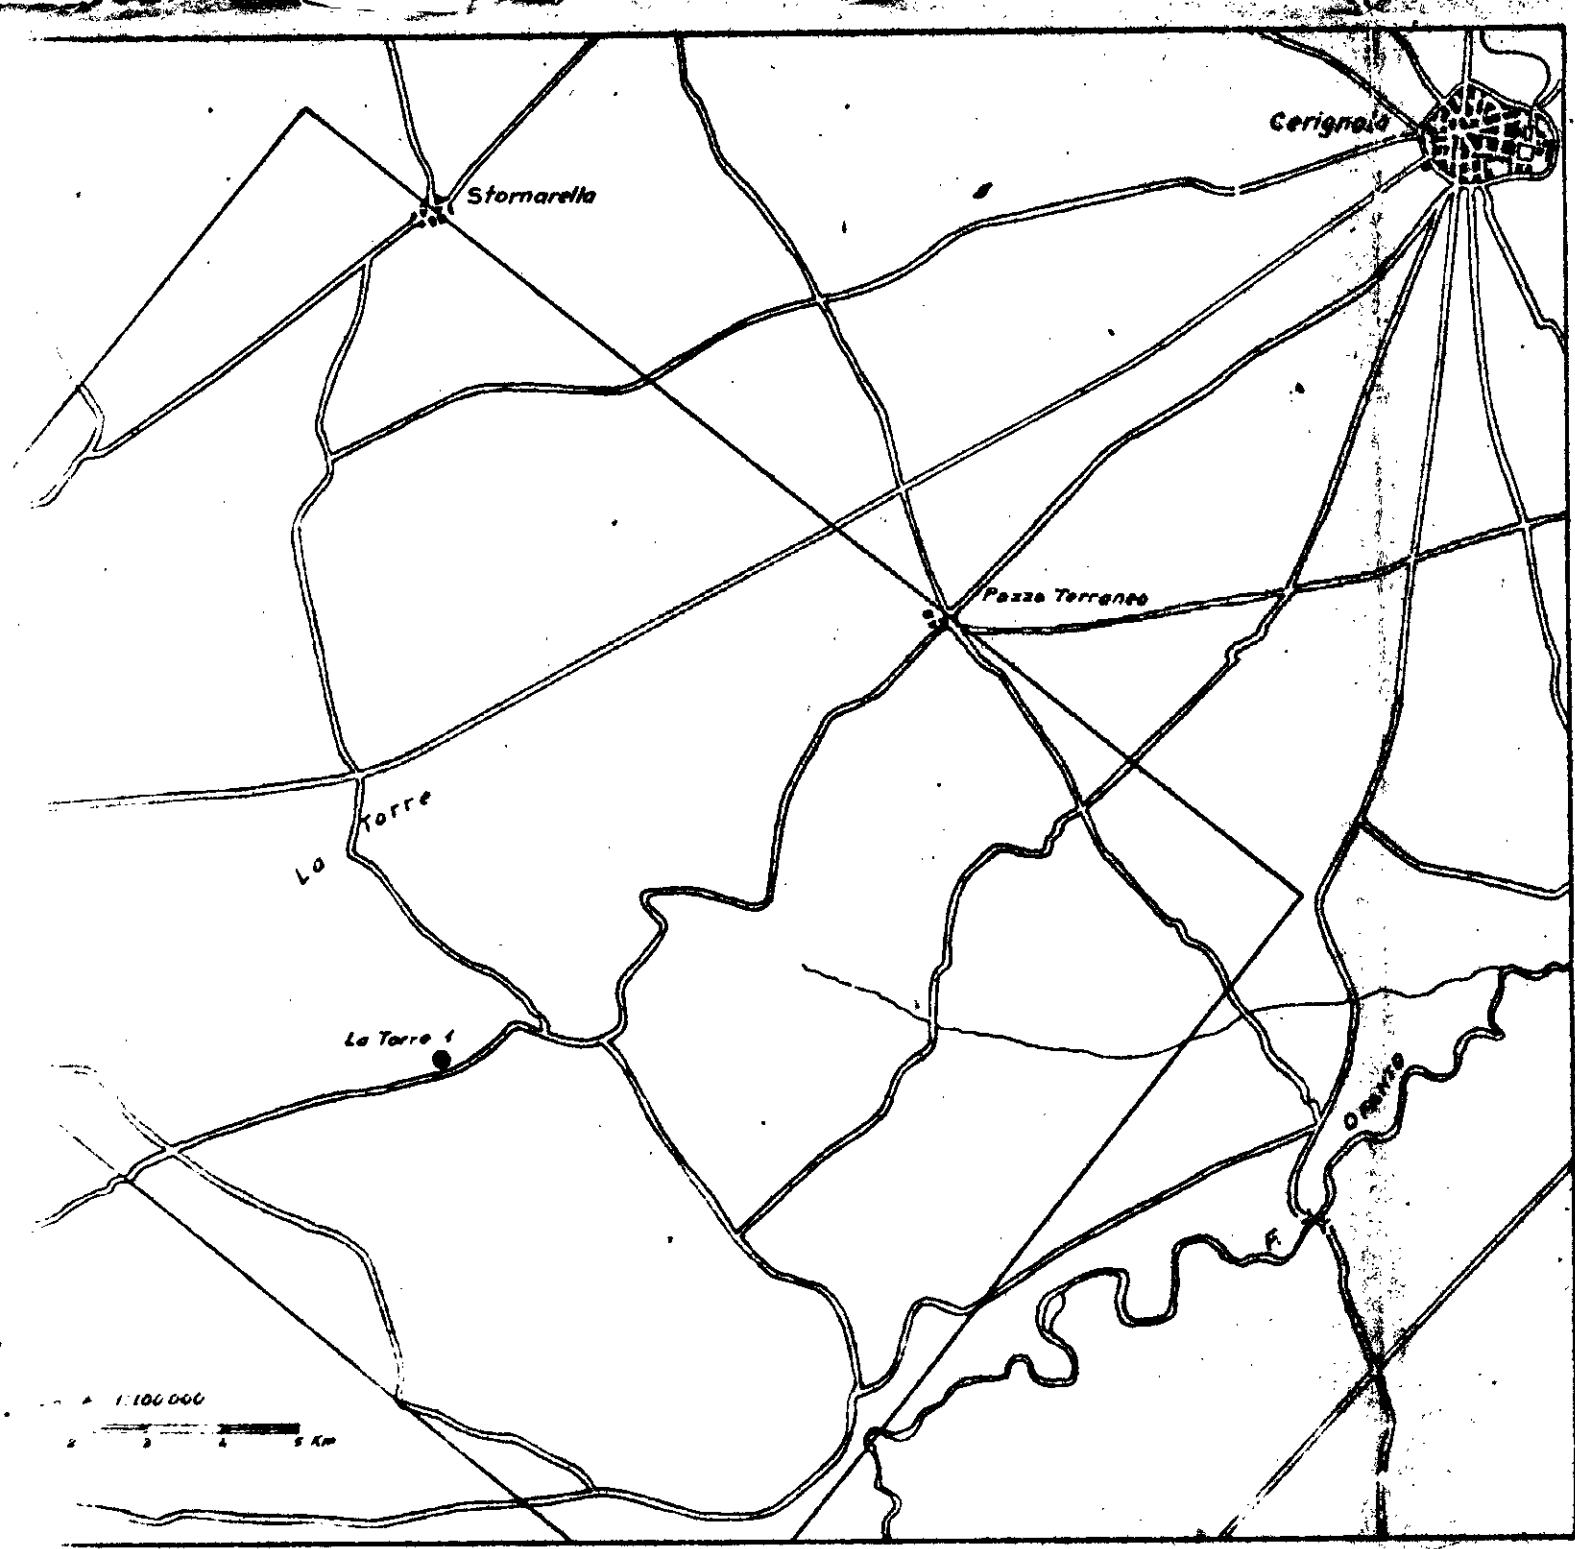 Cerignola
Stornarella
Pozzo Terraneo
La Torre
La Torre 1
F. OFANTO
1:100 000
5 Km